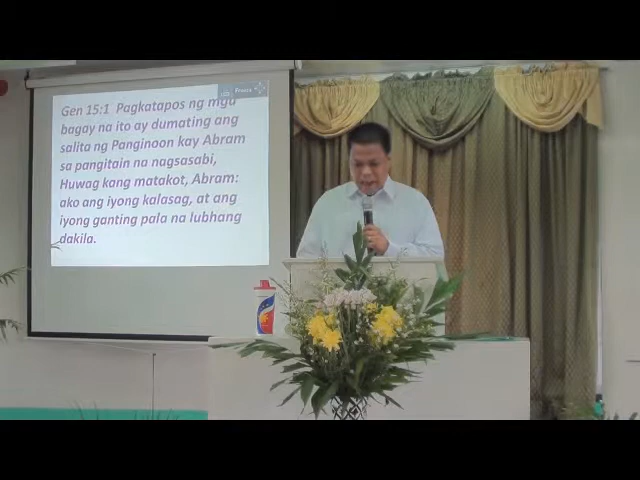 Gen 15:1 Pagkatapos ng mga
bagay na ito ay dumating ang
salita ng Panginoon kay Abram
sa pangitain na nagsasabi,
Huwag kang matakot, Abram:
ako ang iyong kalasag, at ang
iyong ganting pala na lubhang
dakila.